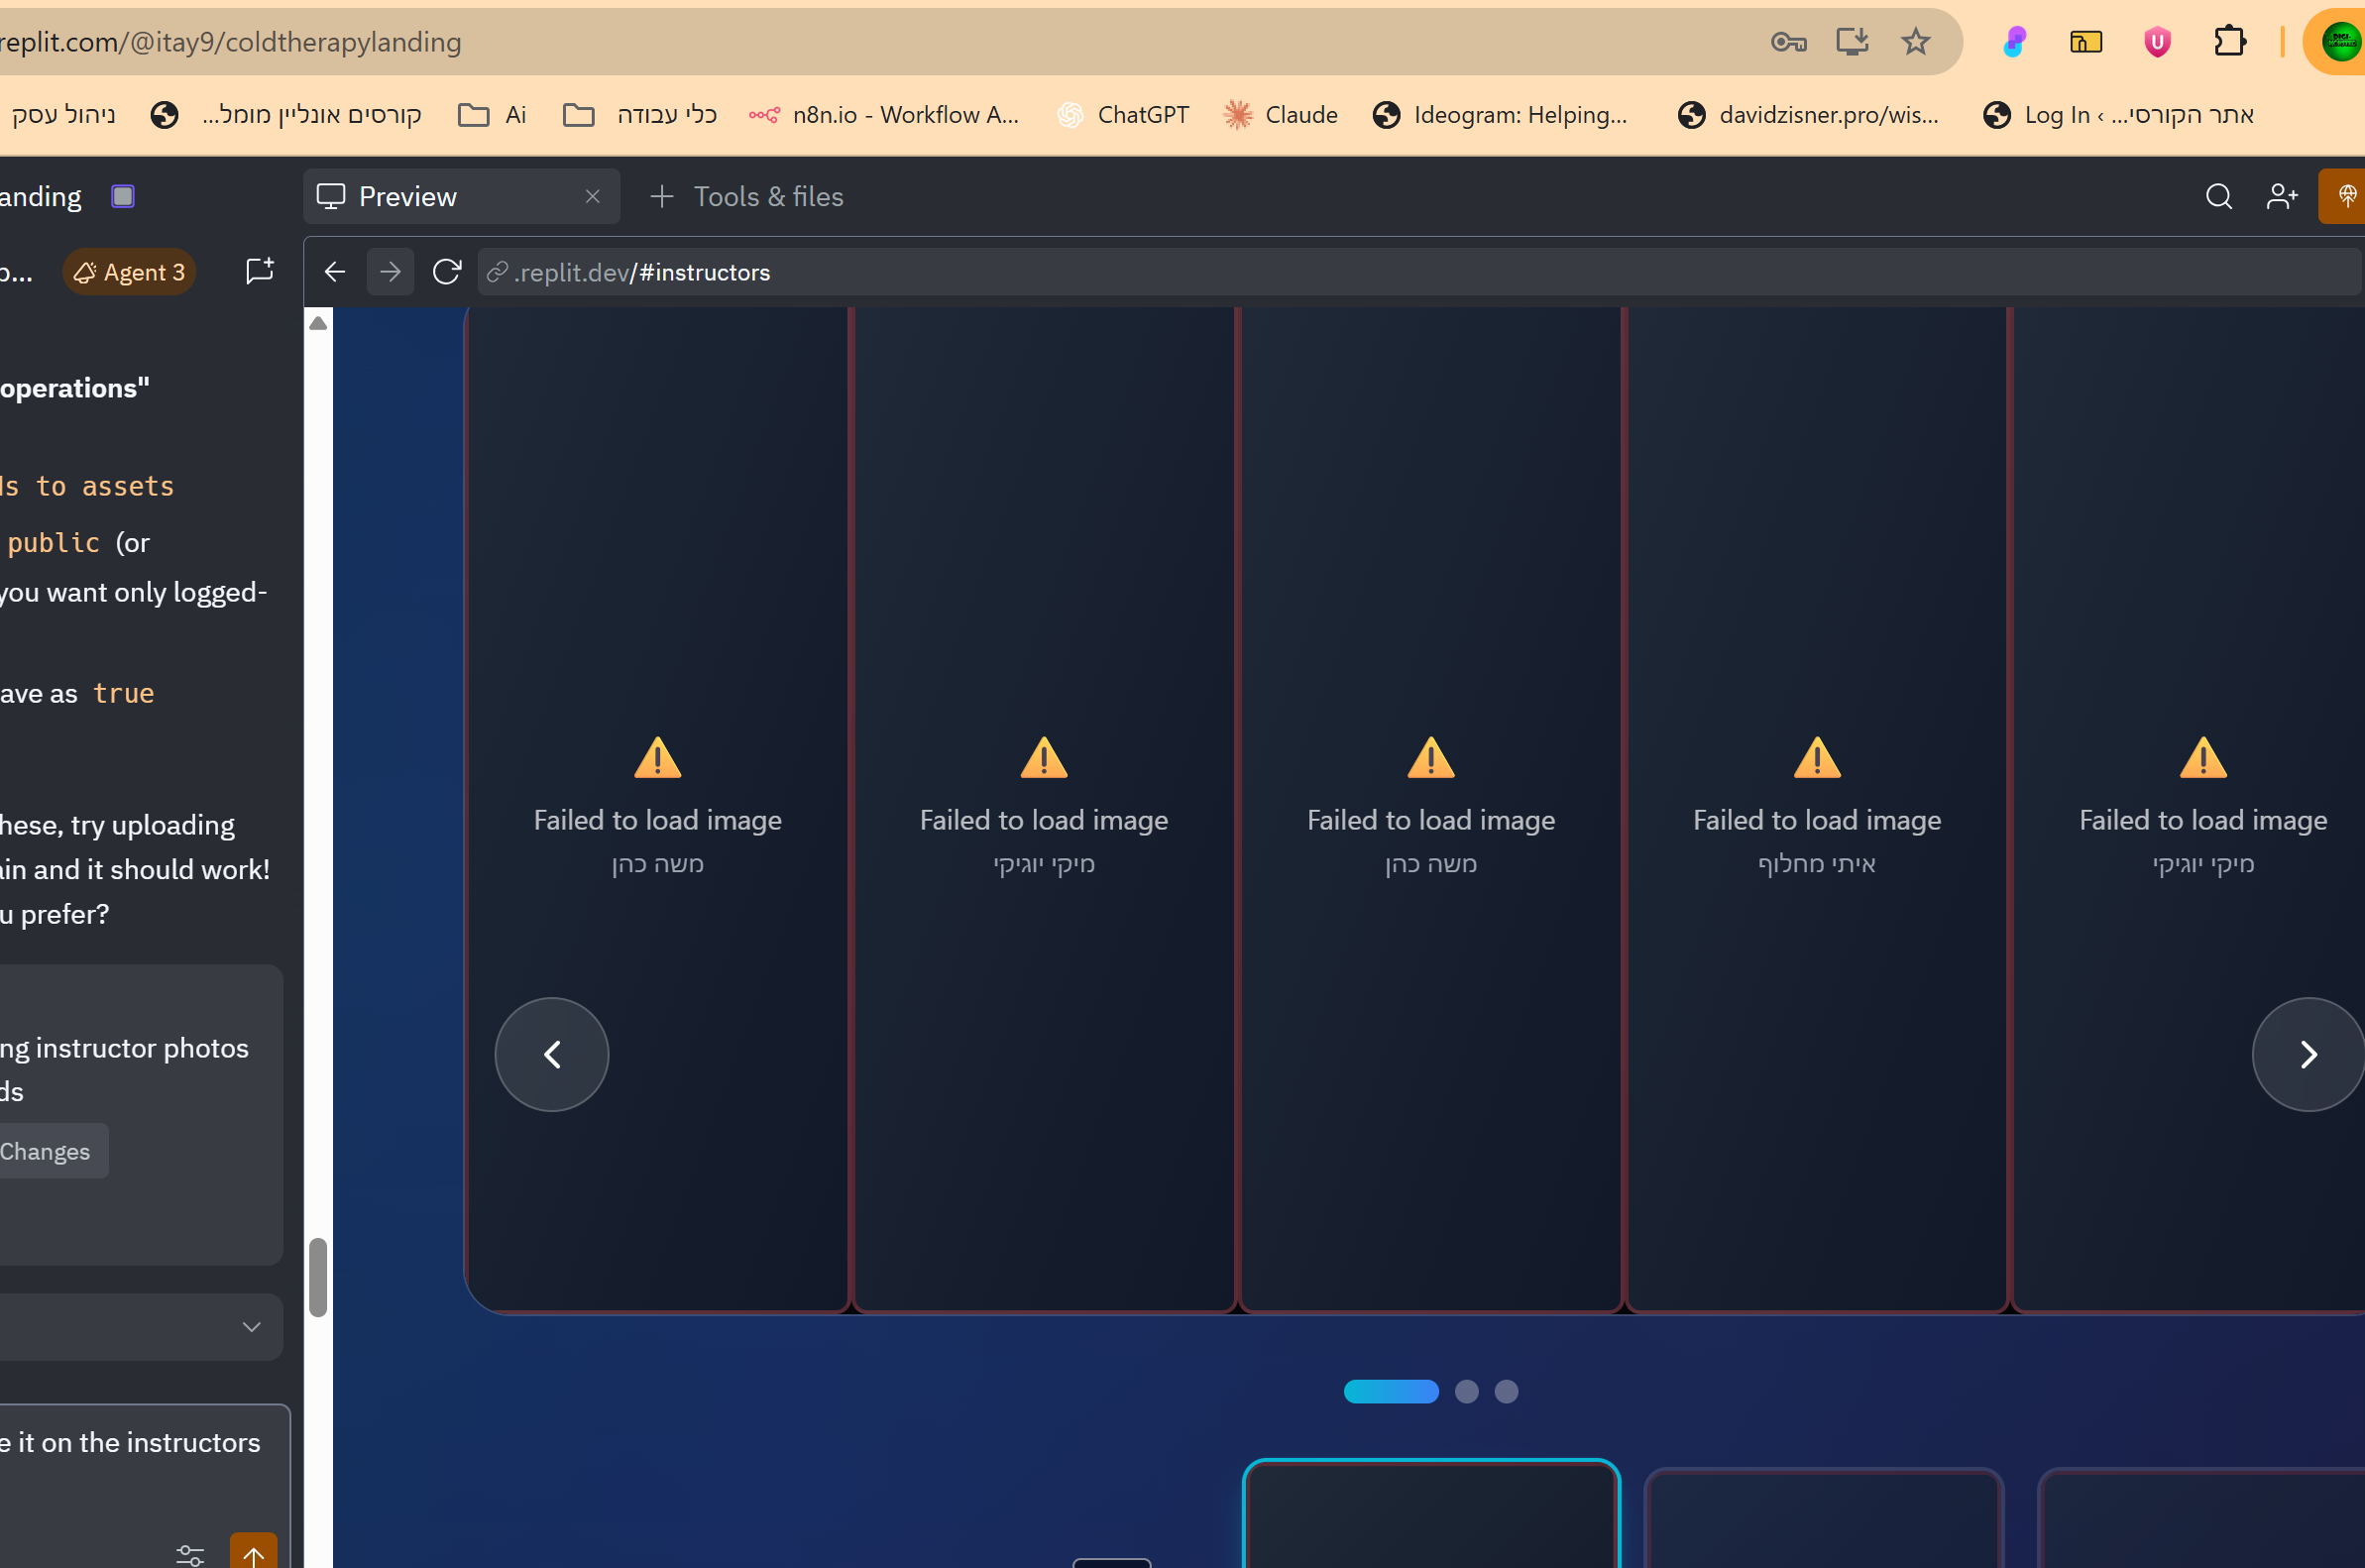 replit.com/@itay9/coldtherapylanding
ניהול עסק
קורסים אונליין מומל...
Ai
כלי עבודה
n8n.io - Workflow A...
ChatGPT
Claude
Ideogram: Helping...
davidzisner.pro/wis...
Log In ‹ ...אתר הקורסי
anding
Preview
Tools & files
Agent 3
.replit.dev/#instructors
operations"
ds to assets
public (or
you want only logged-
ave as true
hese, try uploading
ain and it should work!
u prefer?
ng instructor photos
ds
Changes
e it on the instructors
Failed to load image
משה כהן
Failed to load image
מיקי יוגיקי
Failed to load image
משה כהן
Failed to load image
איתי מחלוף
Failed to load image
מיקי יוגיקי